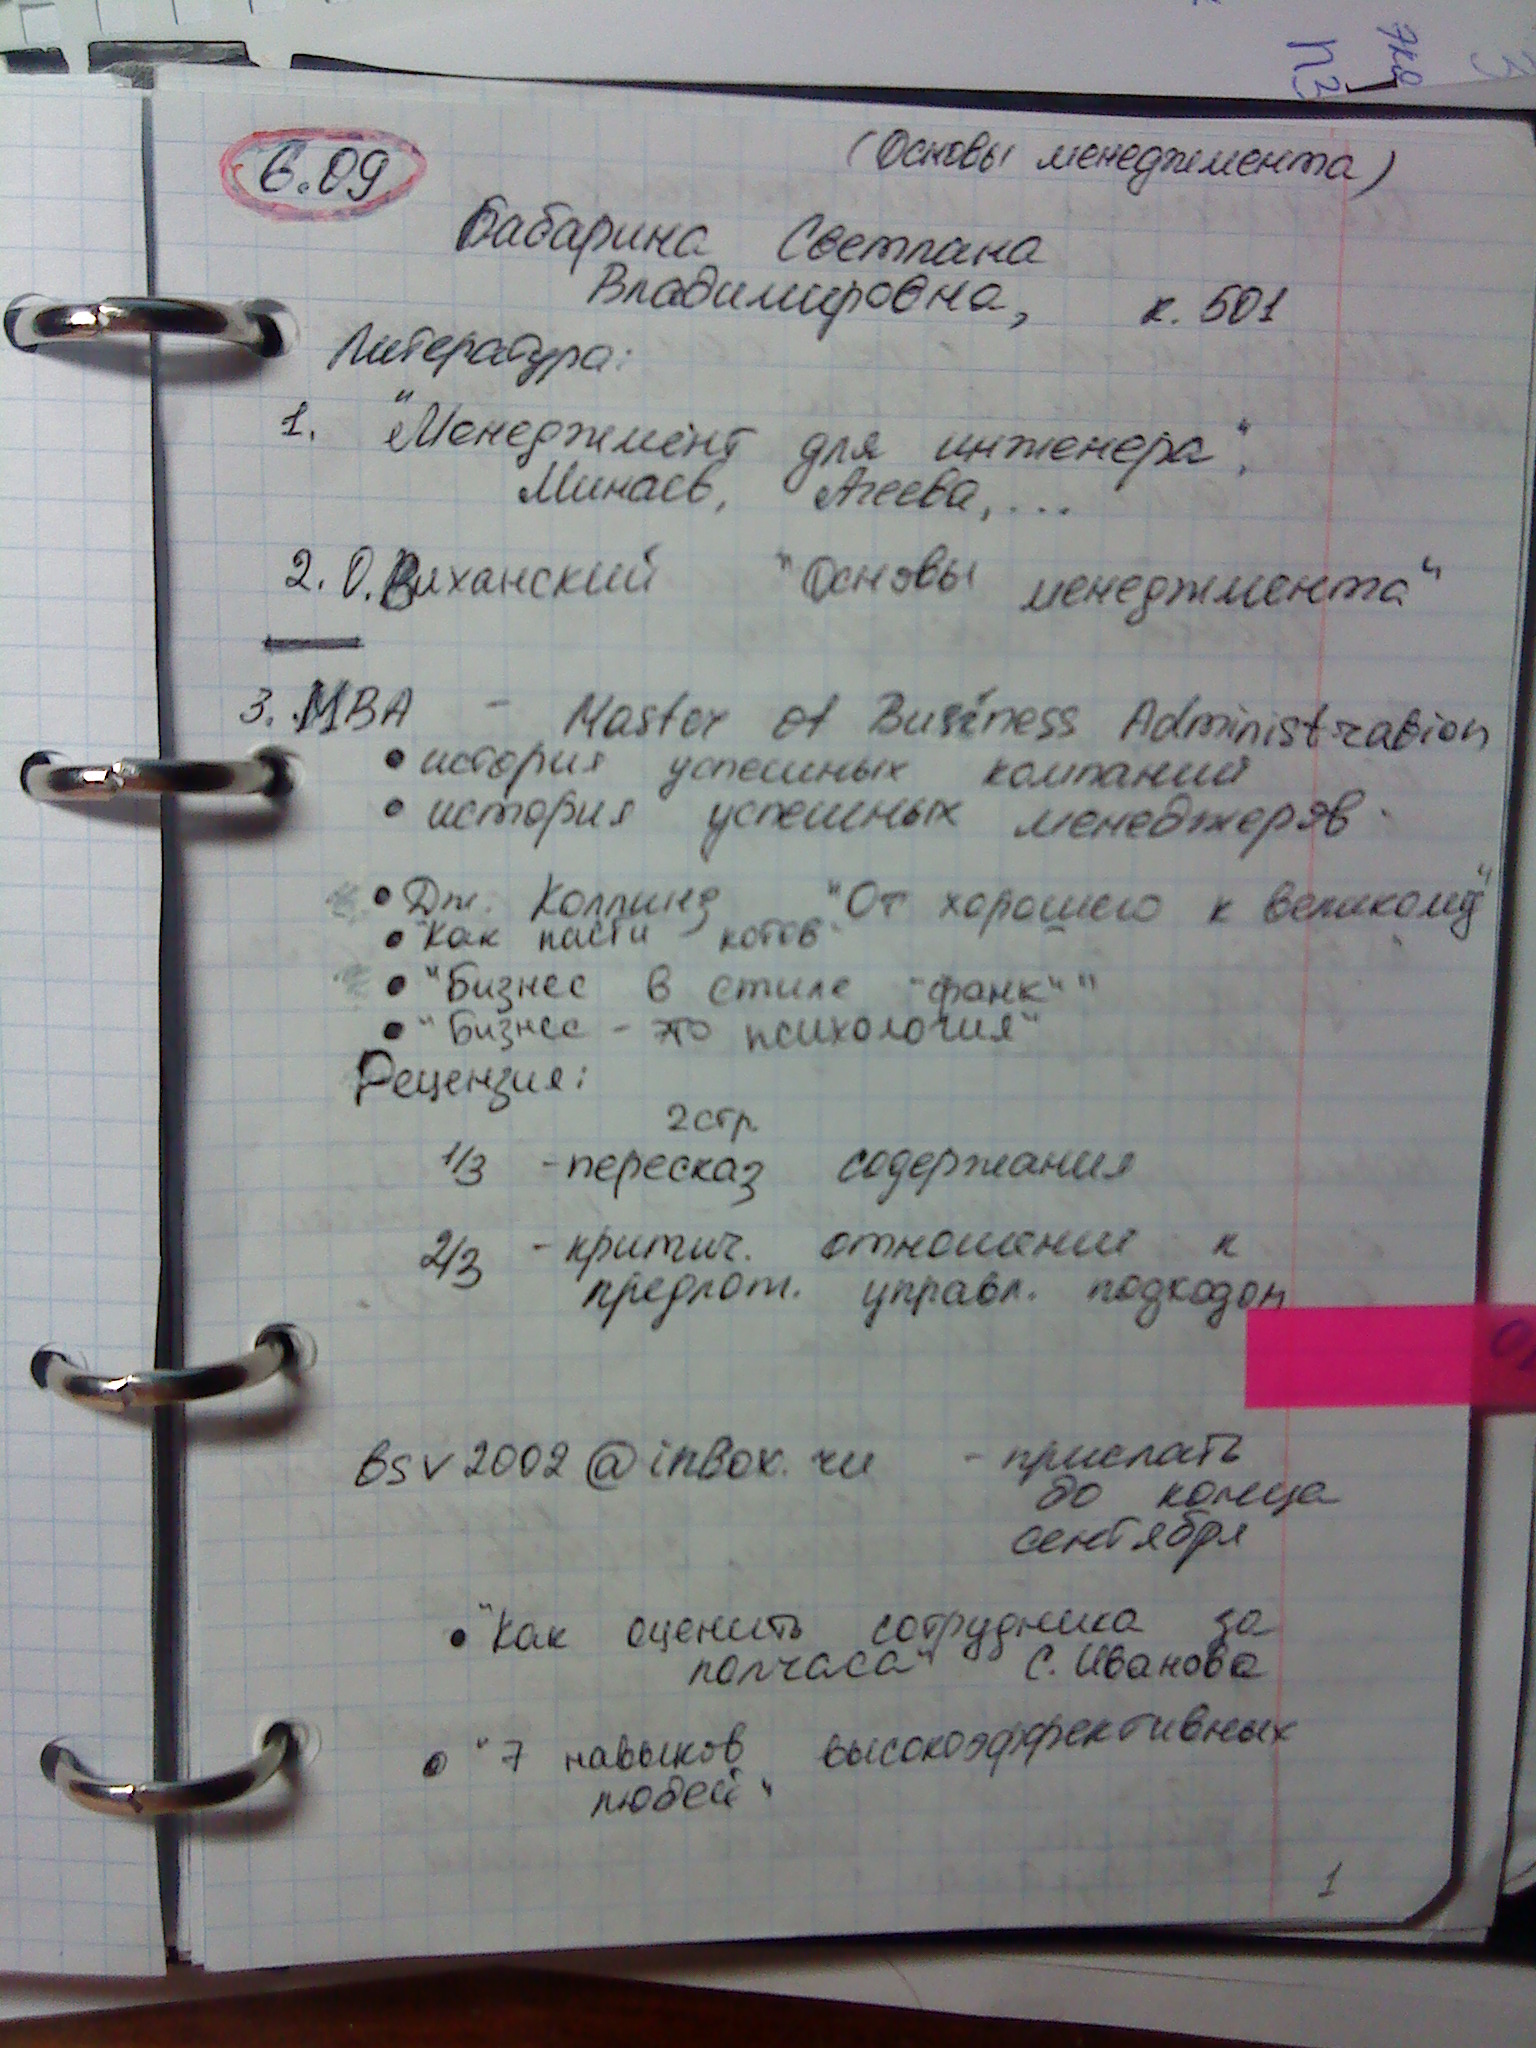 6.09
(Основы менеджмента)
Бабарина Светлана
Владимировна, к. 501
Литература:
1. "Менеджмент для инженера",
Минаев, Агеева, ...
2. О. Виханский "Основы менеджмента"
3. MBA - Master of Business Administration
• история успешных компаний
• история успешных менеджеров.
• Дж. Коллинз "От хорошего к великому"
• "Как пасти котов"
• "Бизнес в стиле "фанк""
• "Бизнес - это психология"
Рецензия:
2 стр.
1/3 - пересказ содержания
2/3 - критич. отношение к
предлож. управл. подходом
bsv2002@inbox.ru - прислать
до конца
сентября
• "Как оценить сотрудника за
полчаса" С. Иванова
• "7 навыков высокоэффективных
людей"
1